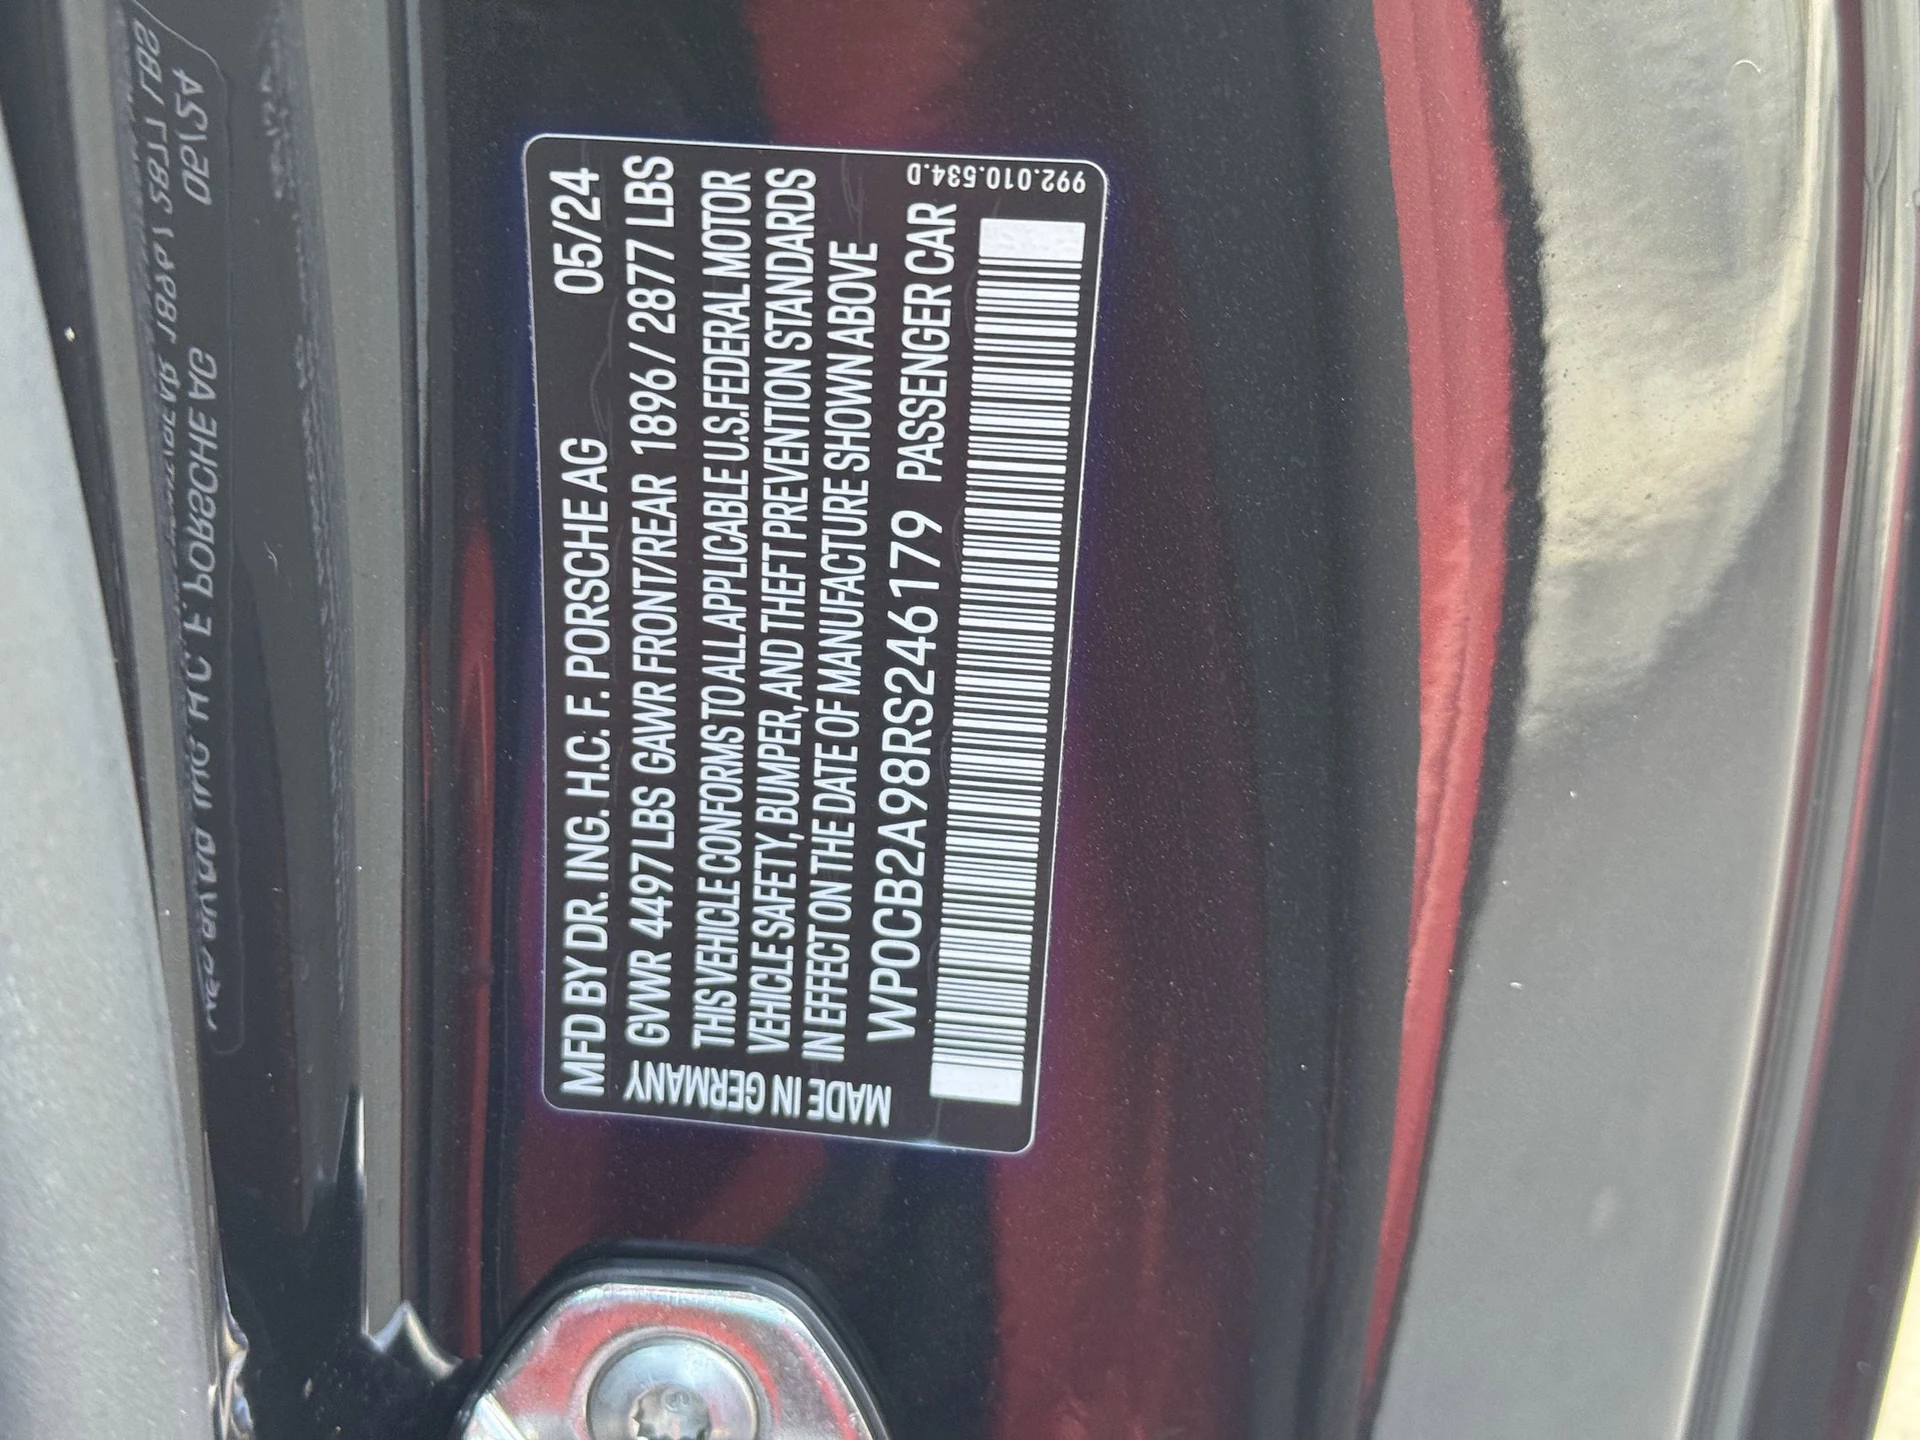 MFD BY DR. ING. H.C. F. PORSCHE AG 05/24
GVWR 4497 LBS GAWR FRONT/REAR 1896 / 2877 LBS
THIS VEHICLE CONFORMS TO ALL APPLICABLE U.S. FEDERAL MOTOR
VEHICLE SAFETY, BUMPER, AND THEFT PREVENTION STANDARDS
IN EFFECT ON THE DATE OF MANUFACTURE SHOWN ABOVE
WP0CB2A98RS246179 PASSENGER CAR
MADE IN GERMANY
992.010.534.D